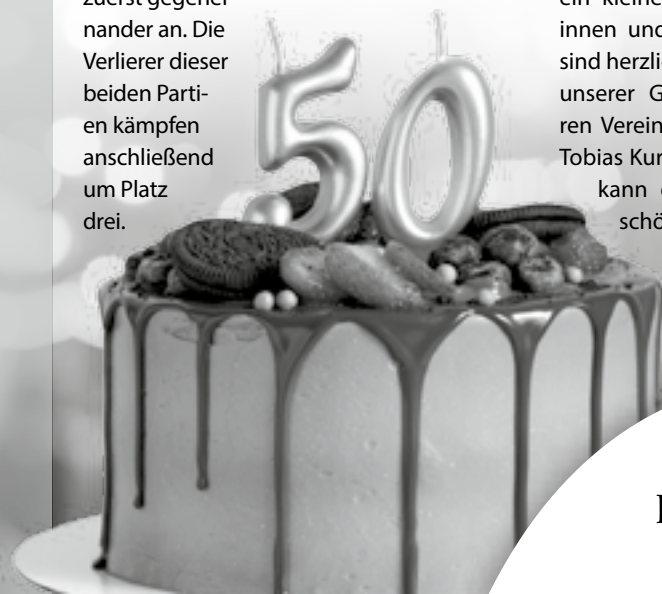 zuerst gegenei-
nander an. Die
Verlierer dieser
beiden Parti-
en kämpfen
anschließend
um Platz
drei.
50
ein kleine
innen und
sind herzli
unserer G
ren Verein
Tobias Kur
kann
schö